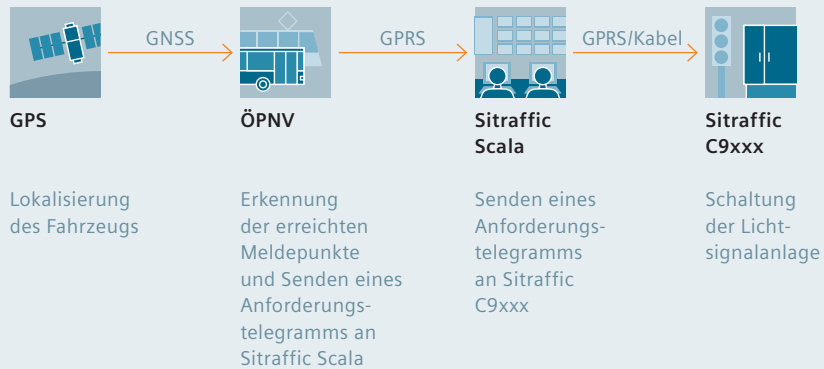 GNSS
GPRS
GPRS/Kabel
GPS
Lokalisierung
des Fahrzeugs
ÖPNV
Erkennung
der erreichten
Meldepunkte
und Senden eines
Anforderungs-
telegramms an
Sitraffic Scala
Sitraffic
Scala
Senden eines
Anforderungs-
telegramms
an Sitraffic
C9xxx
Sitraffic
C9xxx
Schaltung
der Licht-
signalanlage